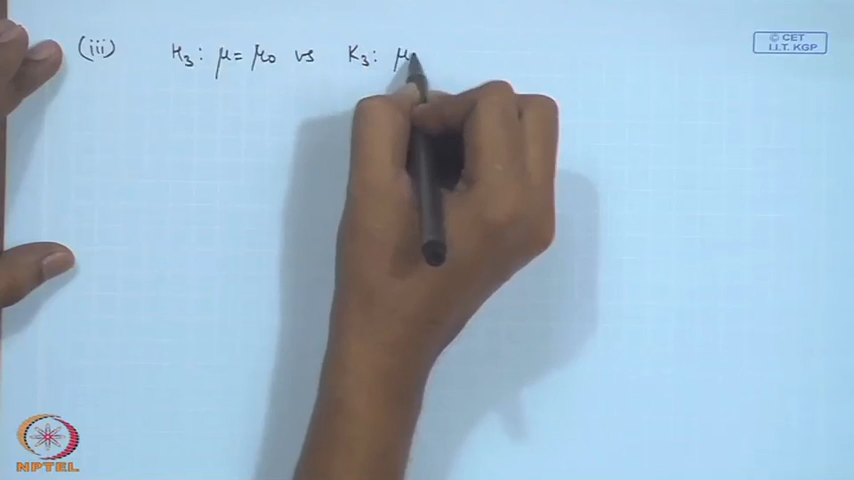 (iii) H₃: μ = μ₀ vs K₃: μ
© CET
I.I.T. KGP
NPTEL